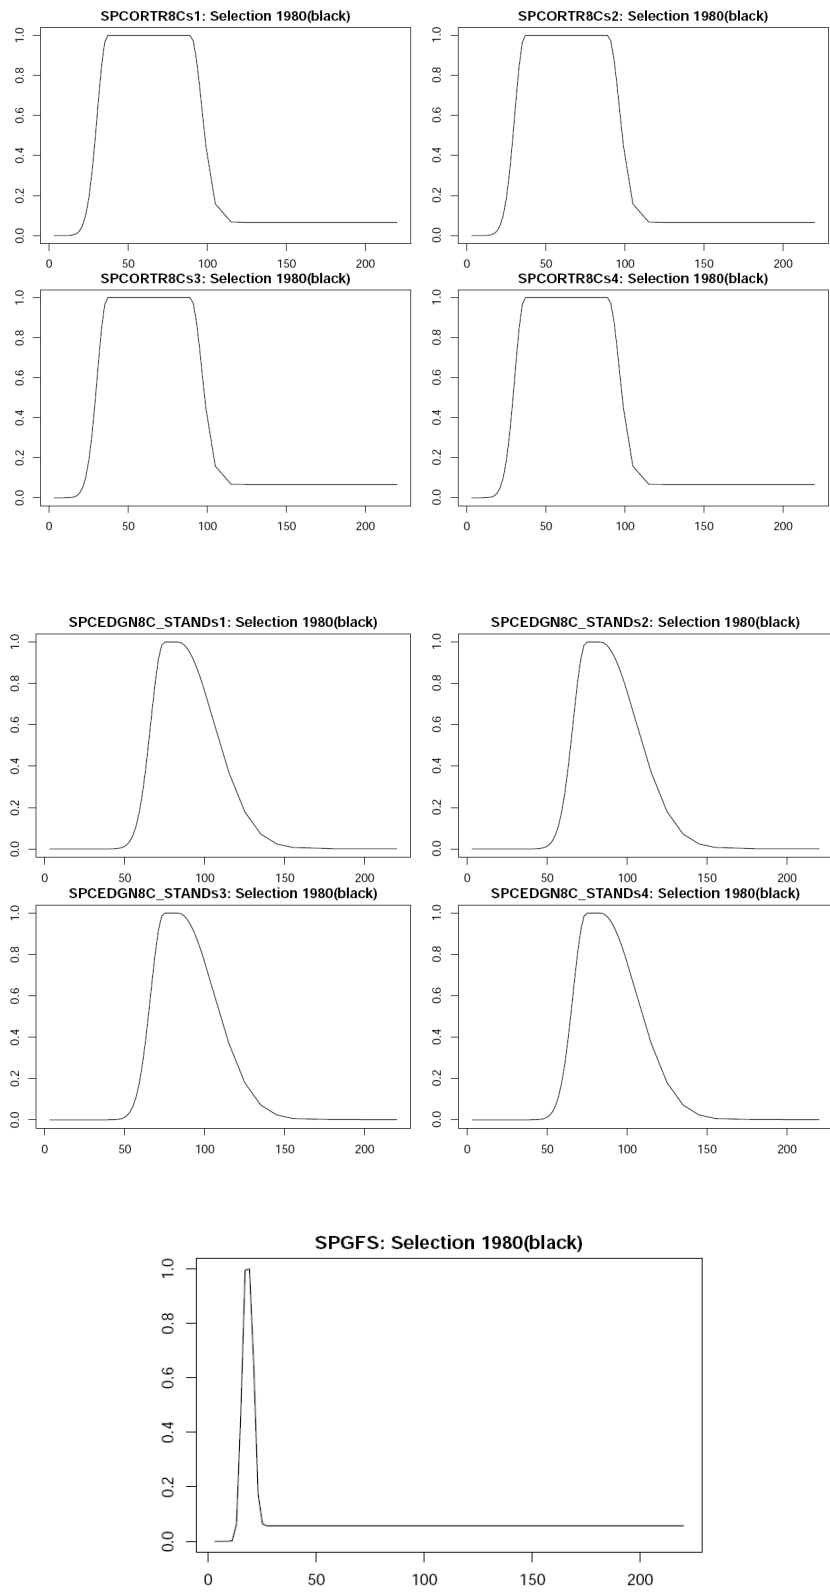 SPCORTR8Cs1: Selection 1980(black)
0.0 0.2 0.4 0.6 0.8 1.0
0 50 100 150 200
SPCORTR8Cs2: Selection 1980(black)
0.0 0.2 0.4 0.6 0.8 1.0
0 50 100 150 200
SPCORTR8Cs3: Selection 1980(black)
0.0 0.2 0.4 0.6 0.8 1.0
0 50 100 150 200
SPCORTR8Cs4: Selection 1980(black)
0.0 0.2 0.4 0.6 0.8 1.0
0 50 100 150 200
SPCEDGN8C_STANDs1: Selection 1980(black)
0.0 0.2 0.4 0.6 0.8 1.0
0 50 100 150 200
SPCEDGN8C_STANDs2: Selection 1980(black)
0.0 0.2 0.4 0.6 0.8 1.0
0 50 100 150 200
SPCEDGN8C_STANDs3: Selection 1980(black)
0.0 0.2 0.4 0.6 0.8 1.0
0 50 100 150 200
SPCEDGN8C_STANDs4: Selection 1980(black)
0.0 0.2 0.4 0.6 0.8 1.0
0 50 100 150 200
SPGFS: Selection 1980(black)
0.0 0.2 0.4 0.6 0.8 1.0
0 50 100 150 200